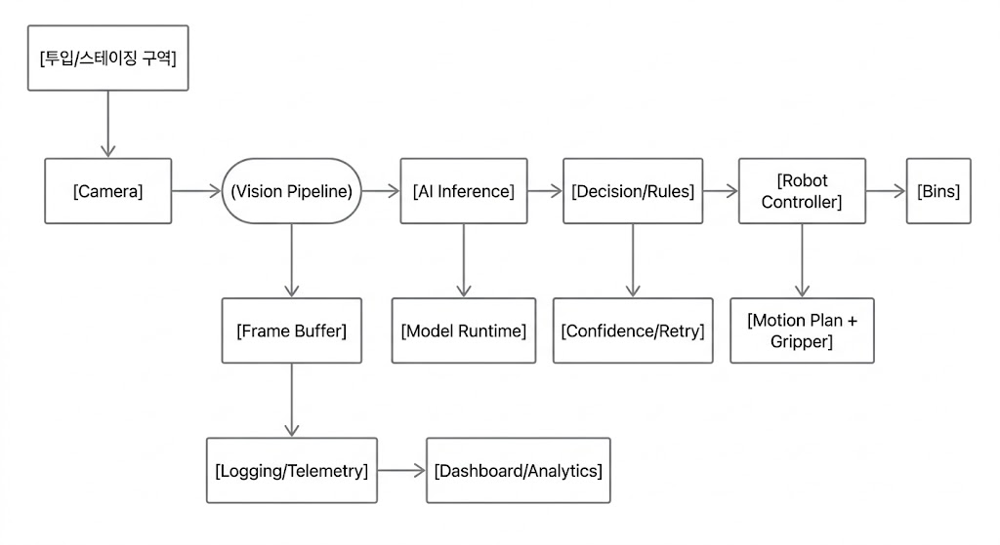 [투입/스테이징 구역]
[Camera]
(Vision Pipeline)
[AI Inference]
[Decision/Rules]
[Robot
Controller]
[Bins]
[Frame Buffer]
[Model Runtime]
[Confidence/Retry]
[Motion Plan +
Gripper]
[Logging/Telemetry]
[Dashboard/Analytics]